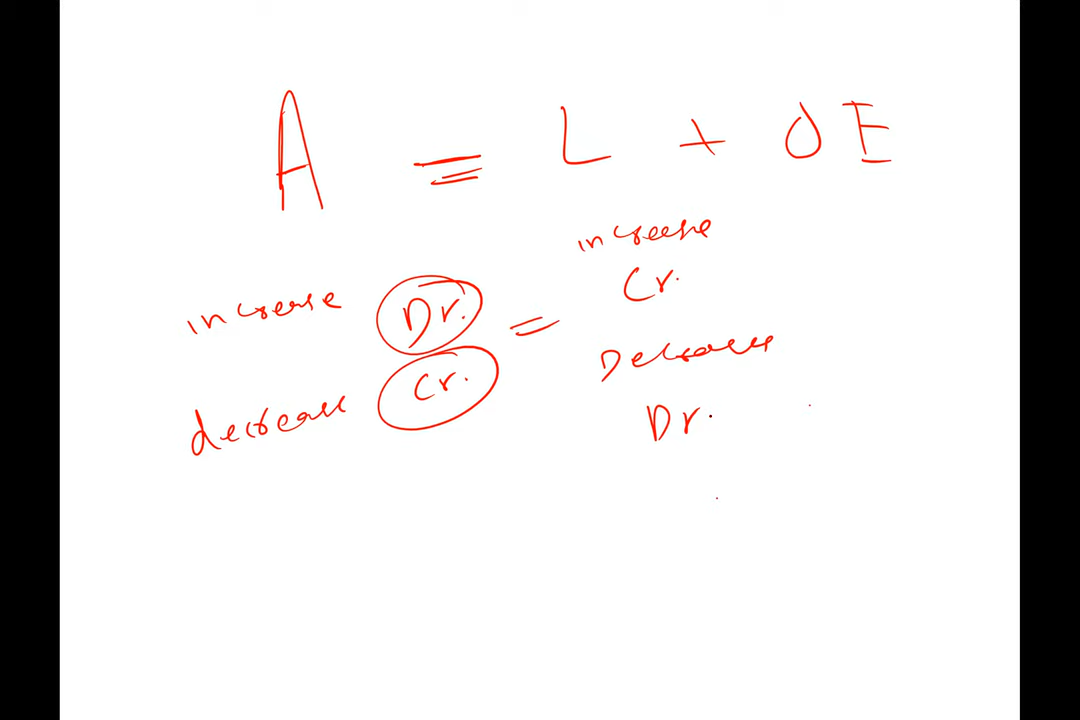 A = L + OE
increase
Cr.
increase Dr. =
Decrease
decrease Cr.
Dr.